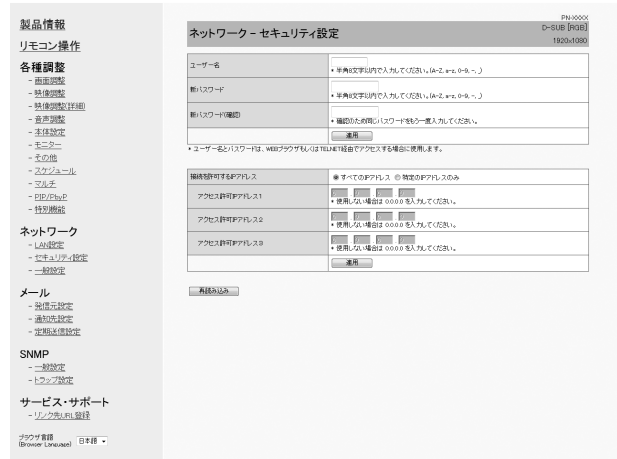 製品情報
リモコン操作
各種調整
- 画面調整
- 映像調整
- 映像調整(詳細)
- 音声調整
- 本体設定
- モニター
- その他
- スケジュール
- マルチ
- PIP/PbyP
- 特別機能
ネットワーク
- LAN設定
- セキュリティ設定
- 一般設定
メール
- 発信元設定
- 通知先設定
- 定期送信設定
SNMP
- 一般設定
- トラップ設定
サービス・サポート
- リンク先URL登録
ブラウザ言語
(Browser Language) 日本語
PN-XXXX
ネットワーク - セキュリティ設定
D-SUB [RGB]
1920x1080
ユーザー名
* 半角8文字以内で入力してください。(A-Z, a-z, 0-9, -, _)
新パスワード
* 半角8文字以内で入力してください。(A-Z, a-z, 0-9, -, _)
新パスワード(確認)
* 確認のため同じパスワードをもう一度入力してください。
適用
* ユーザー名とパスワードは、WEBブラウザもしくはTELNET経由でアクセスする場合に使用します。
接続を許可するIPアドレス
すべてのIPアドレス 特定のIPアドレスのみ
アクセス許可IPアドレス1
* 使用しない場合は 0.0.0.0 を入力してください。
アクセス許可IPアドレス2
* 使用しない場合は 0.0.0.0 を入力してください。
アクセス許可IPアドレス3
* 使用しない場合は 0.0.0.0 を入力してください。
適用
再読み込み